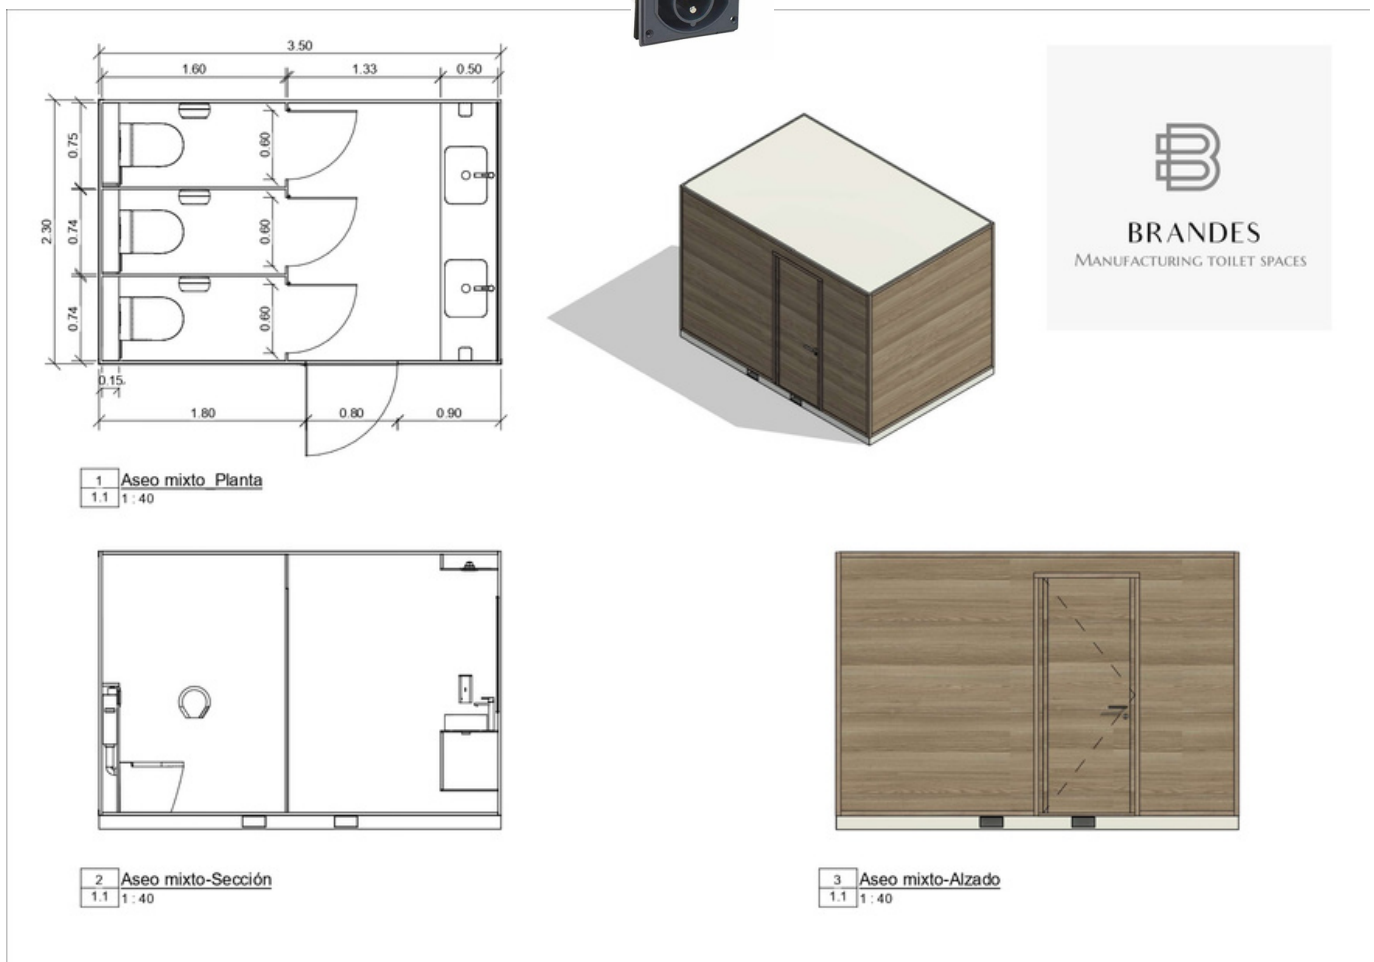 3.50
1.60
1.33
0.50
2.30
0.75
0.74
0.74
0.60
0.60
0.60
0.15
1.80
0.80
0.90
1
1.1
Aseo mixto_Planta
1 : 40
BRANDES
MANUFACTURING TOILET SPACES
2
1.1
Aseo mixto-Sección
1 : 40
3
1.1
Aseo mixto-Alzado
1 : 40